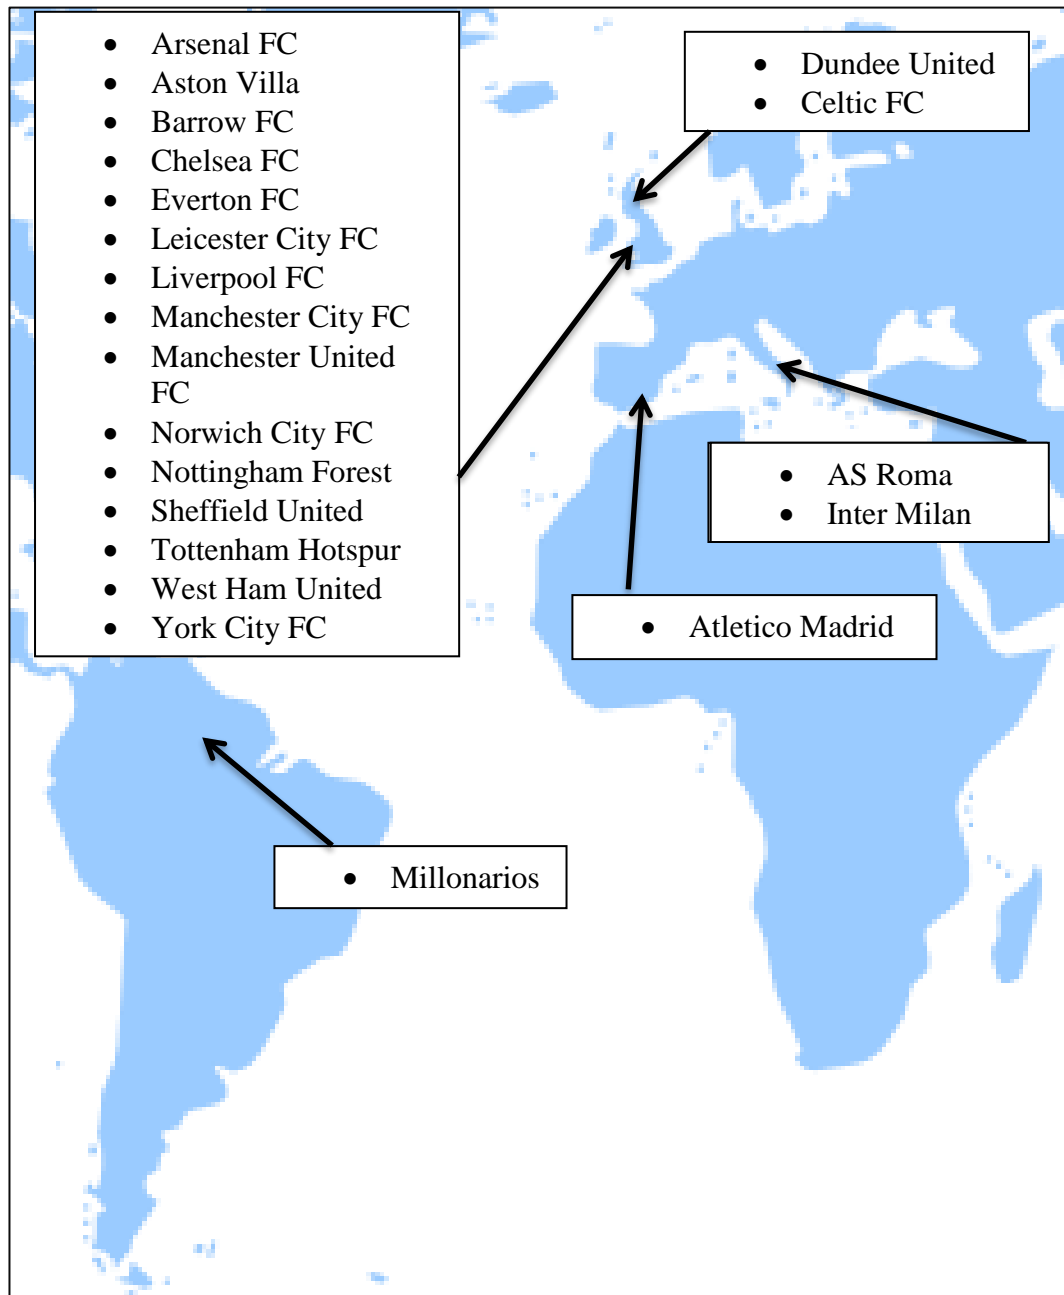 • Arsenal FC
• Aston Villa
• Barrow FC
• Chelsea FC
• Everton FC
• Leicester City FC
• Liverpool FC
• Manchester City FC
• Manchester United
FC
• Norwich City FC
• Nottingham Forest
• Sheffield United
• Tottenham Hotspur
• West Ham United
• York City FC
• Dundee United
• Celtic FC
• AS Roma
• Inter Milan
• Atletico Madrid
• Millonarios